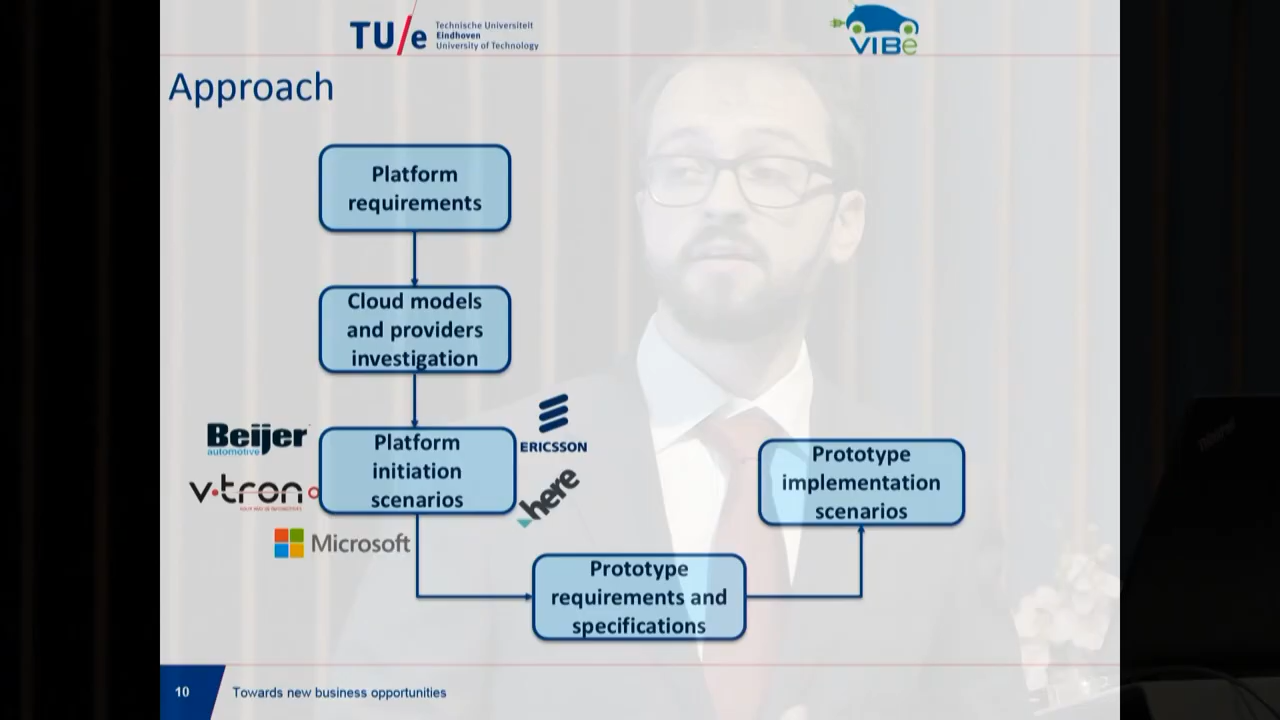 TU/e
Technische Universiteit
Eindhoven
University of Technology
VIBe
Approach
Platform
requirements
Cloud models
and providers
investigation
Platform
initiation
scenarios
Beijer
automotive
v·tron
Microsoft
ERICSSON
here
Prototype
requirements and
specifications
Prototype
implementation
scenarios
10
Towards new business opportunities